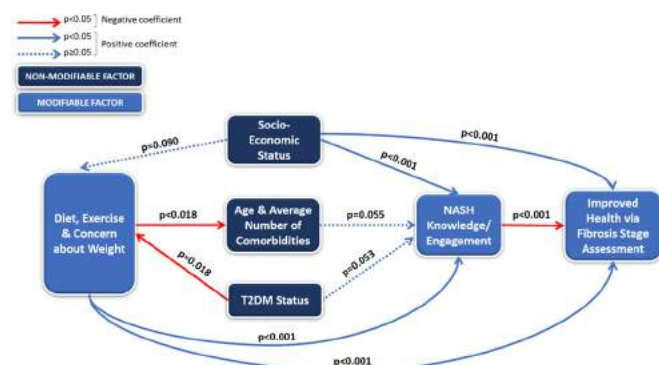 p<0.05
Negative coefficient
p<0.05
Positive coefficient
p≥0.05
NON-MODIFIABLE FACTOR
MODIFIABLE FACTOR
Socio-
Economic
Status
p=0.090
p<0.001
p<0.001
Diet, Exercise
& Concern
about Weight
p<0.018
Age & Average
Number of
Comorbidities
p=0.055
NASH
Knowledge/
Engagement
p<0.001
Improved
Health via
Fibrosis Stage
Assessment
p=0.018
T2DM Status
p=0.053
p<0.001
p<0.001